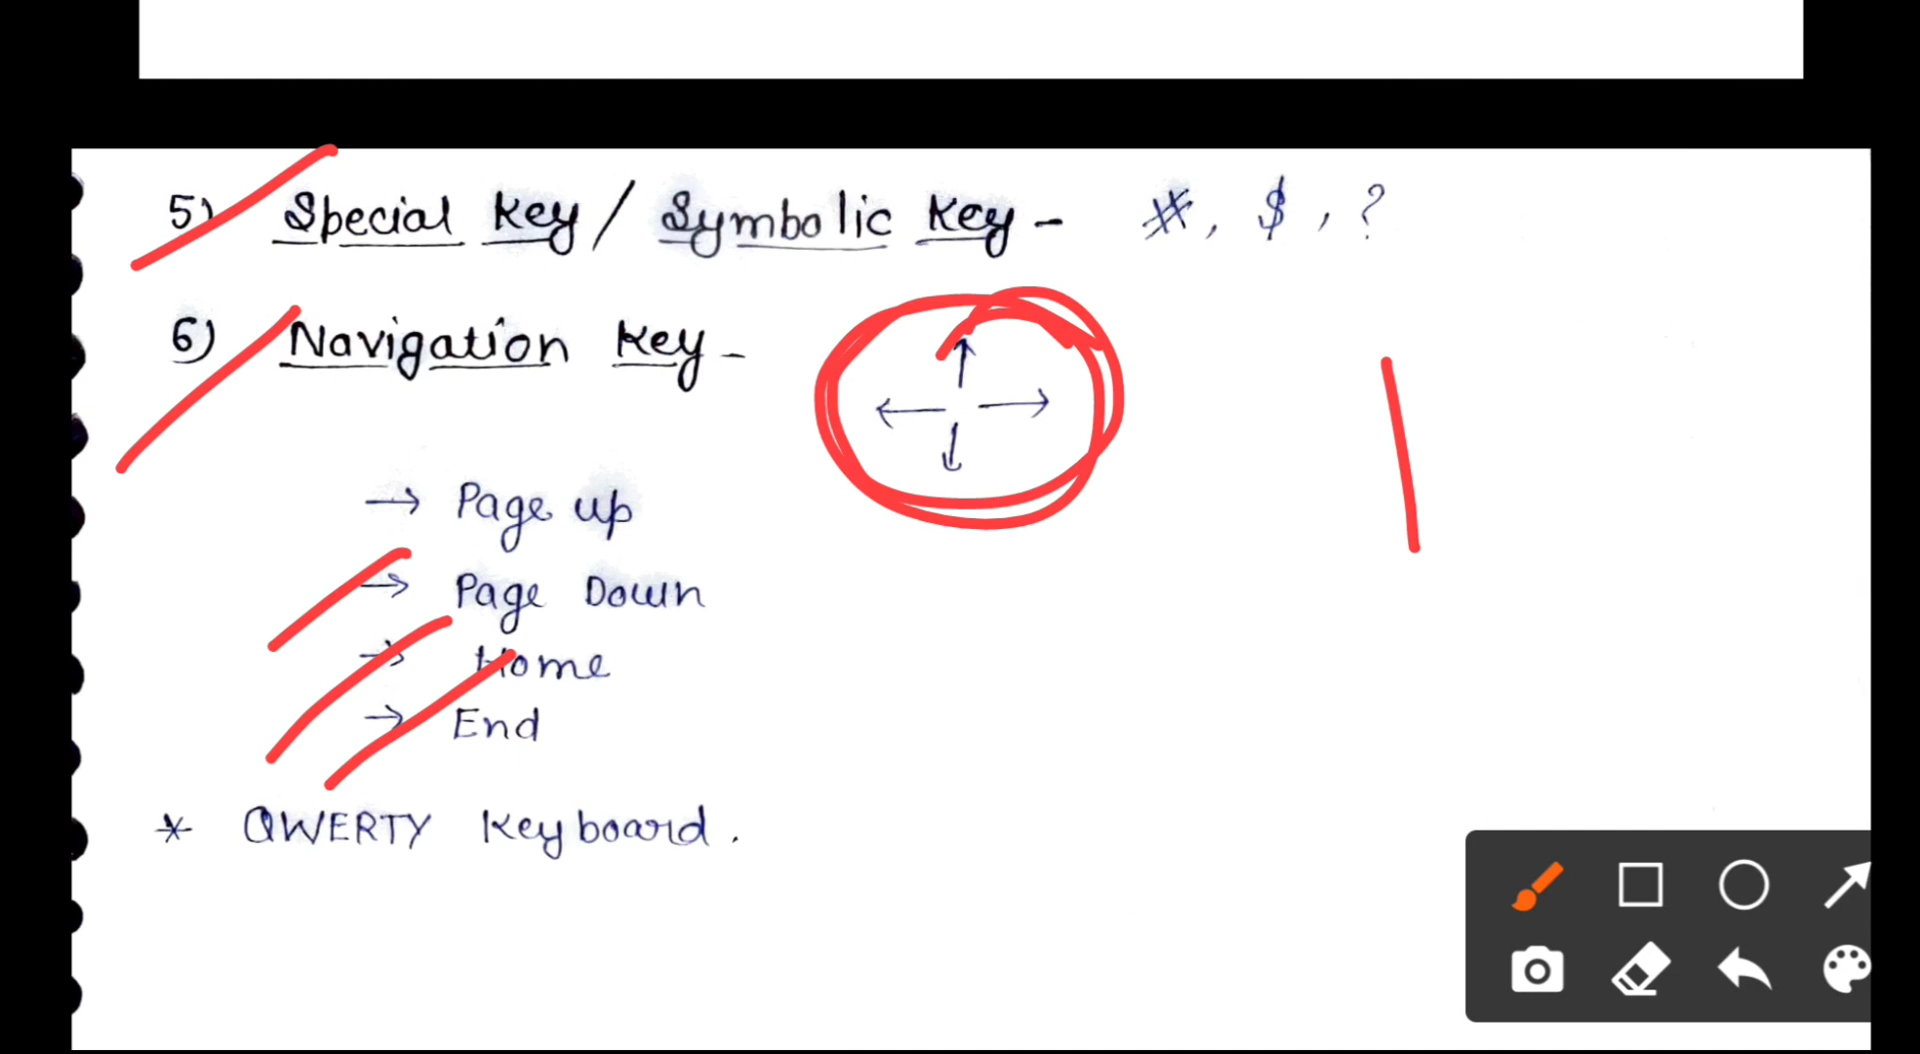 5) Special Key / Symbolic Key - #, $, ?
6) Navigation Key - ↑ ← → ↓
→ Page up
→ Page Down
→ Home
→ End
* QWERTY Keyboard.